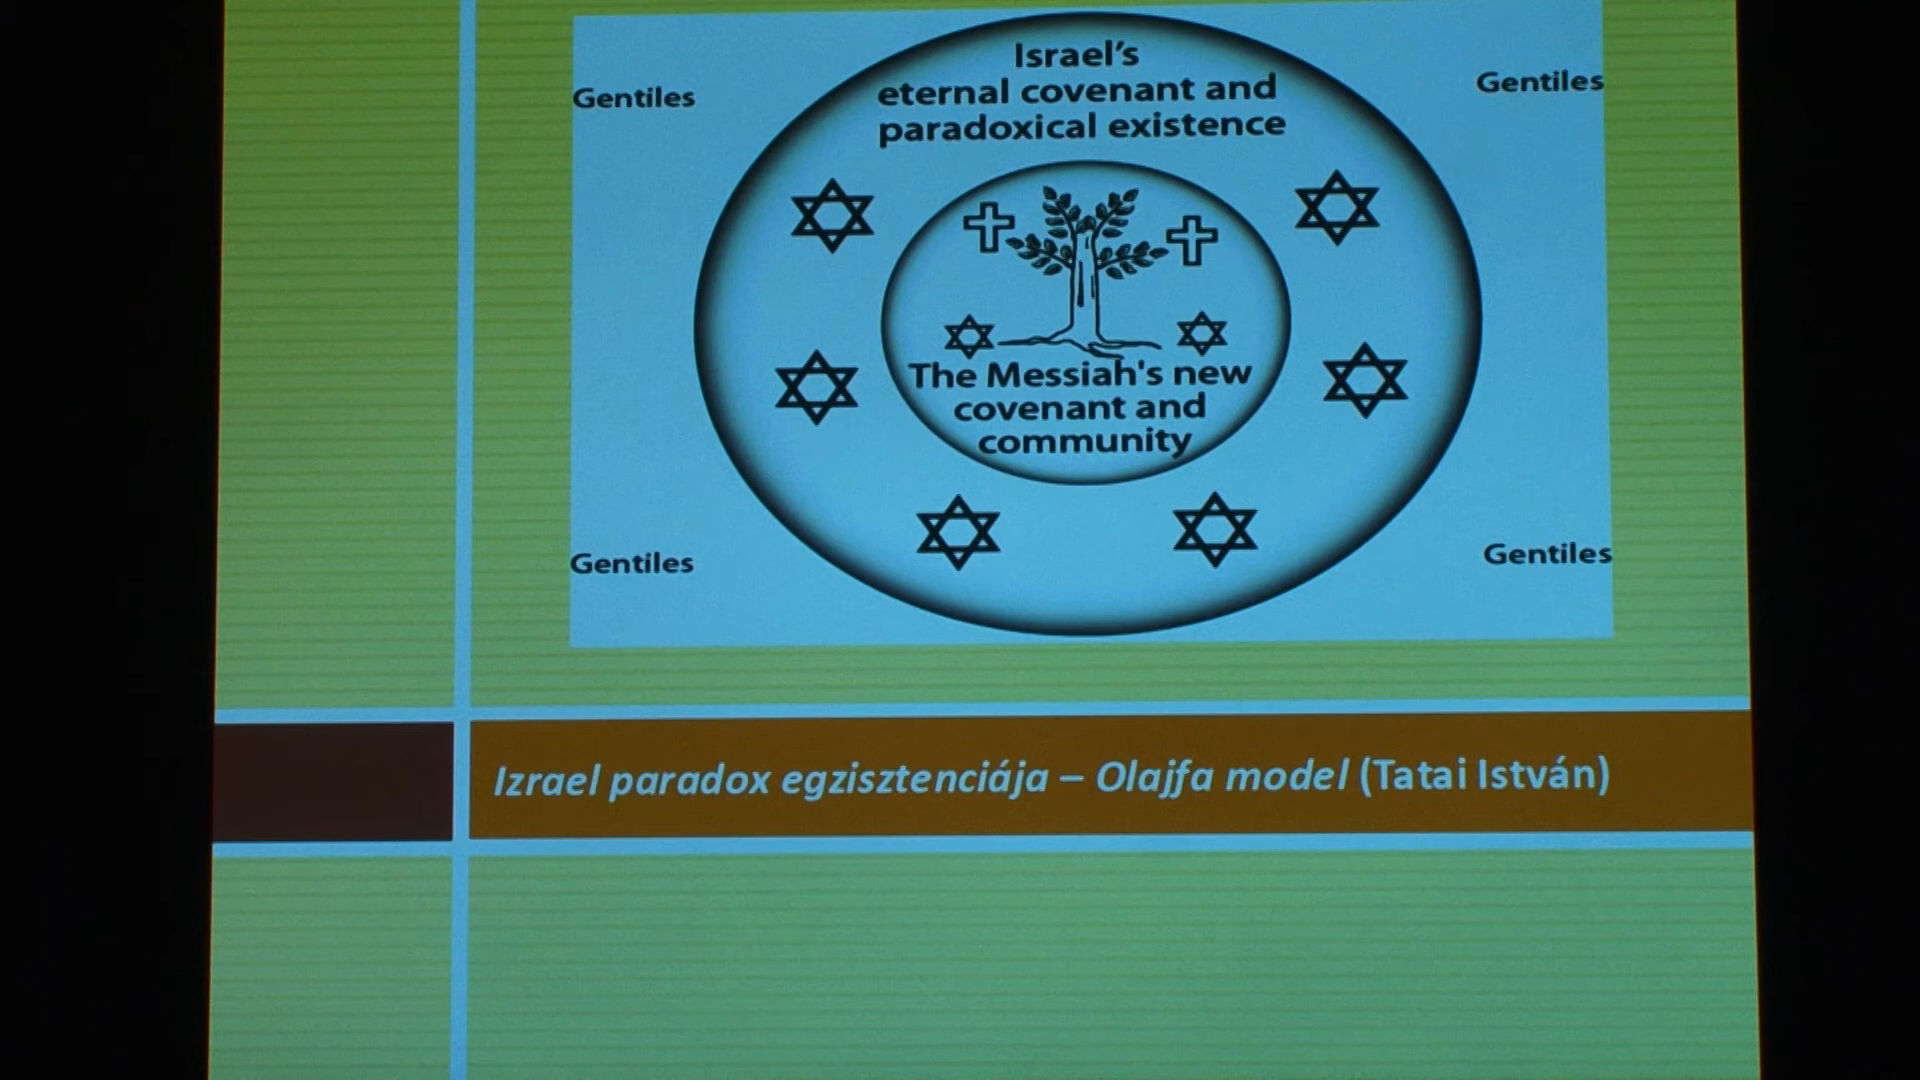 Israel's
eternal covenant and
paradoxical existence
Gentiles
Gentiles
The Messiah's new
covenant and
community
Gentiles
Gentiles
Izrael paradox egzisztenciája – Olajfa model (Tatai István)